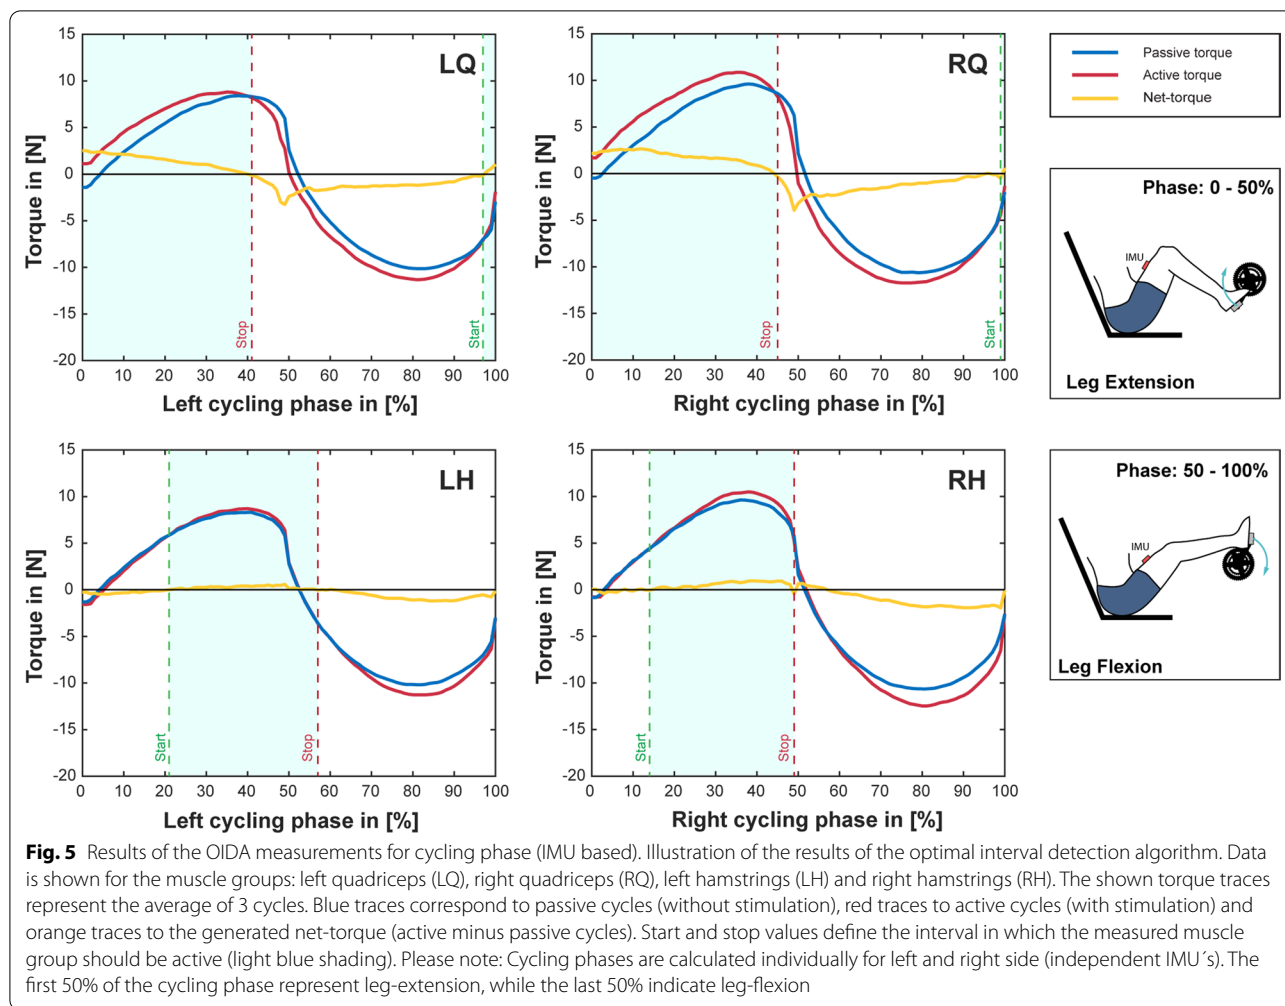 LQ
15
10
5
0
-5
-10
-15
-20
Torque in [N]
Stop
Start
0 10 20 30 40 50 60 70 80 90 100
Left cycling phase in [%]
RQ
15
10
5
0
-5
-10
-15
-20
Torque in [N]
Stop
Start
0 10 20 30 40 50 60 70 80 90 100
Right cycling phase in [%]
Passive torque
Active torque
Net-torque
Phase: 0 - 50%
IMU
Leg Extension
LH
15
10
5
0
-5
-10
-15
-20
Torque in [N]
Start
Stop
0 10 20 30 40 50 60 70 80 90 100
Left cycling phase in [%]
RH
15
10
5
0
-5
-10
-15
-20
Torque in [N]
Start
Stop
0 10 20 30 40 50 60 70 80 90 100
Right cycling phase in [%]
Phase: 50 - 100%
IMU
Leg Flexion
Fig. 5 Results of the OIDA measurements for cycling phase (IMU based). Illustration of the results of the optimal interval detection algorithm. Data
is shown for the muscle groups: left quadriceps (LQ), right quadriceps (RQ), left hamstrings (LH) and right hamstrings (RH). The shown torque traces
represent the average of 3 cycles. Blue traces correspond to passive cycles (without stimulation), red traces to active cycles (with stimulation) and
orange traces to the generated net-torque (active minus passive cycles). Start and stop values define the interval in which the measured muscle
group should be active (light blue shading). Please note: Cycling phases are calculated individually for left and right side (independent IMU´s). The
first 50% of the cycling phase represent leg-extension, while the last 50% indicate leg-flexion